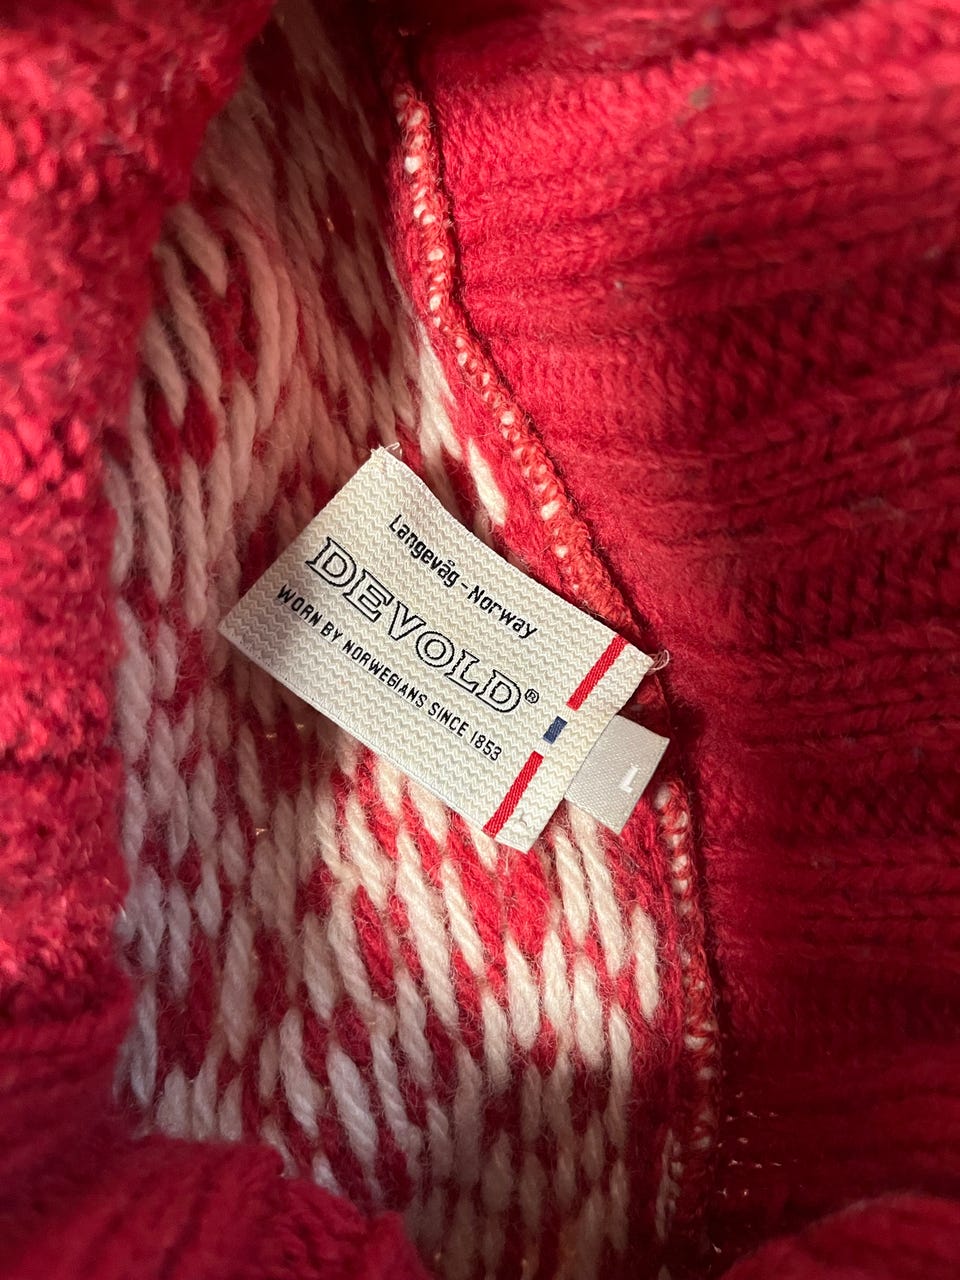 Langevåg - Norway
DEVOLD®
WORN BY NORWEGIANS SINCE 1853
L